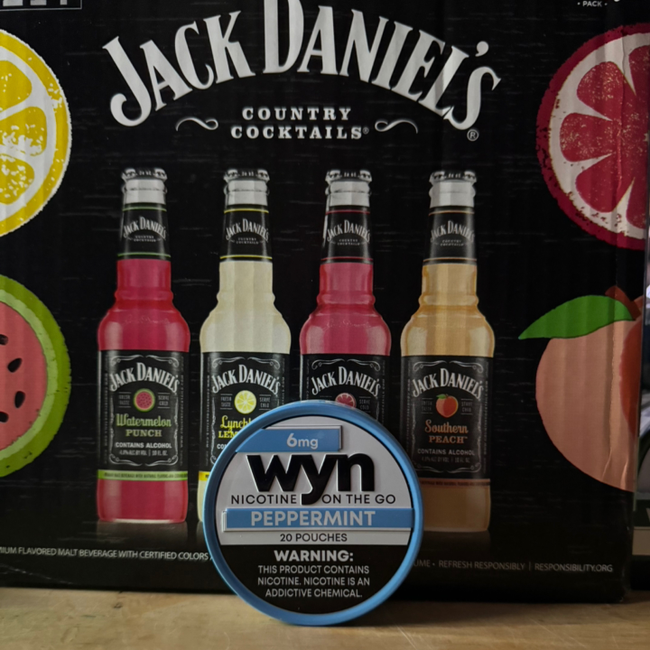 PACK
JACK DANIEL'S
COUNTRY
COCKTAILS®
JACK DANIEL'S
JACK DANIEL'S
JACK DANIEL'S
JACK DANIEL'S
JACK DANIEL'S
Watermelon
PUNCH
CONTAINS ALCOHOL
JACK DANIEL'S
JACK DANIEL'S
JACK DANIEL'S
Southern
PEACH
CONTAINS ALCOHOL
6mg
wyn
NICOTINE ON THE GO
PEPPERMINT
20 POUCHES
WARNING:
THIS PRODUCT CONTAINS
NICOTINE. NICOTINE IS AN
ADDICTIVE CHEMICAL.
FLAVORED MALT BEVERAGE WITH CERTIFIED COLORS
• REFRESH RESPONSIBLY | RESPONSIBILITY.ORG